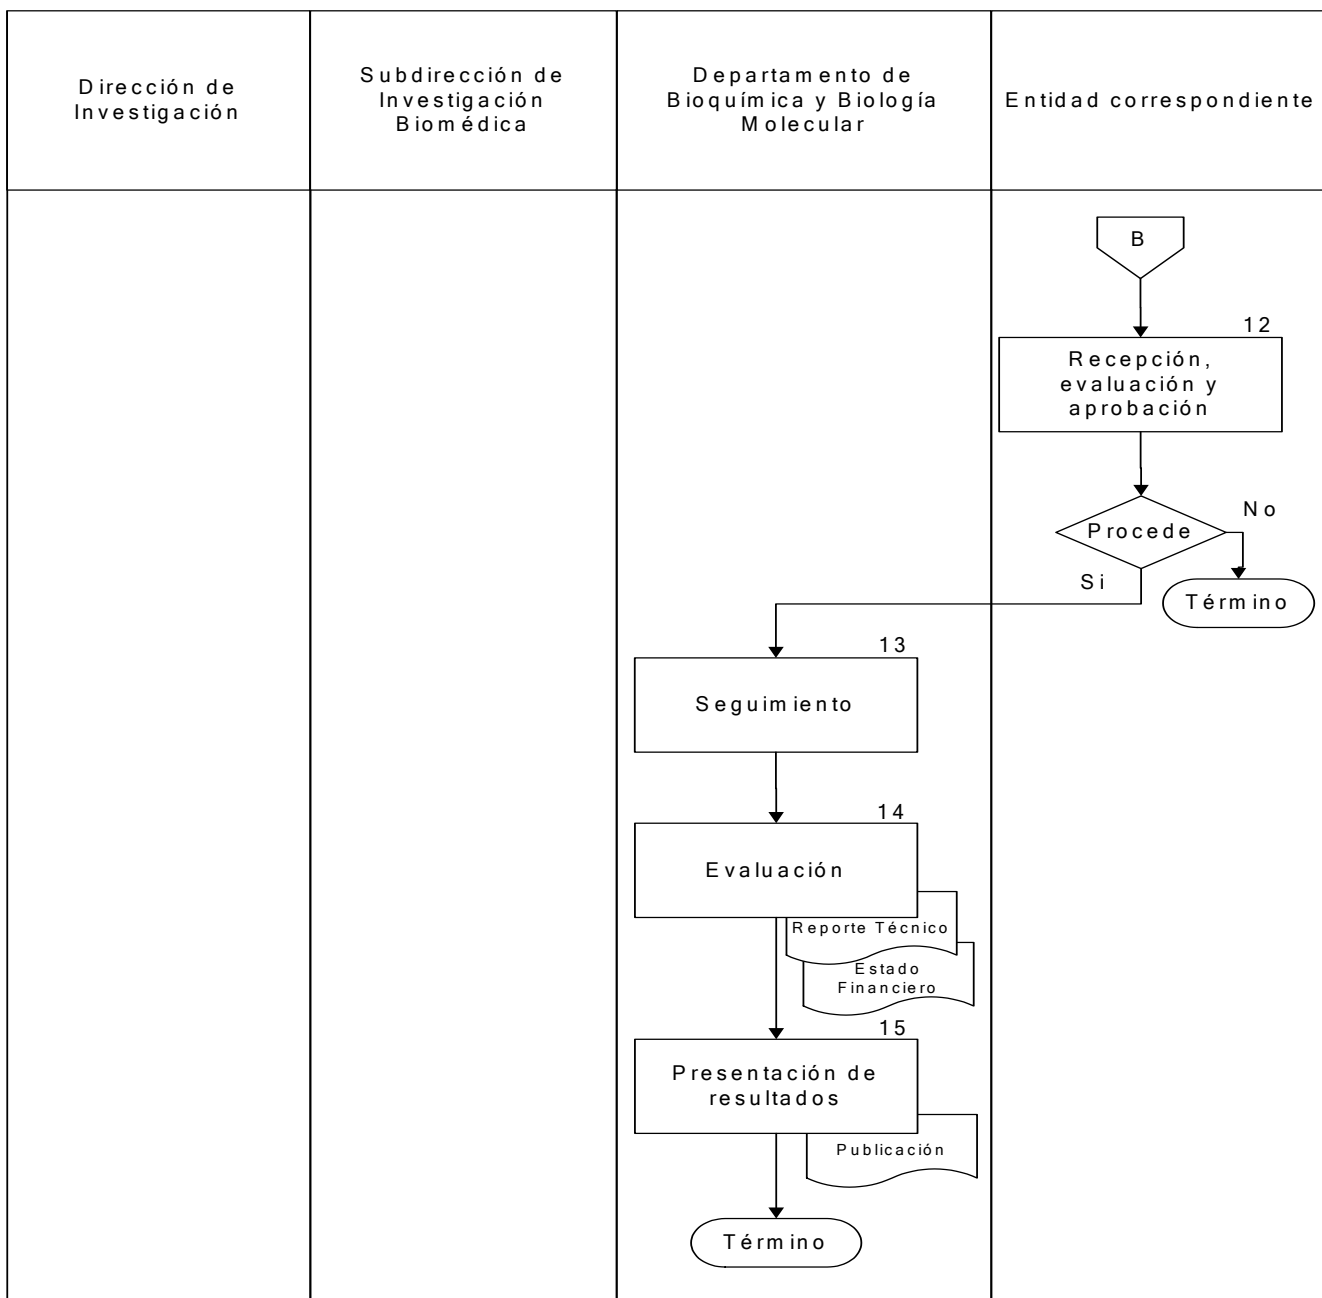 Dirección de
Investigación
Subdirección de
Investigación
Biomédica
Departamento de
Bioquímica y Biología
Molecular
Entidad correspondiente
B
12
Recepción,
evaluación y
aprobación
Procede
No
Si
Término
13
Seguimiento
14
Evaluación
Reporte Técnico
Estado
Financiero
15
Presentación de
resultados
Publicación
Término